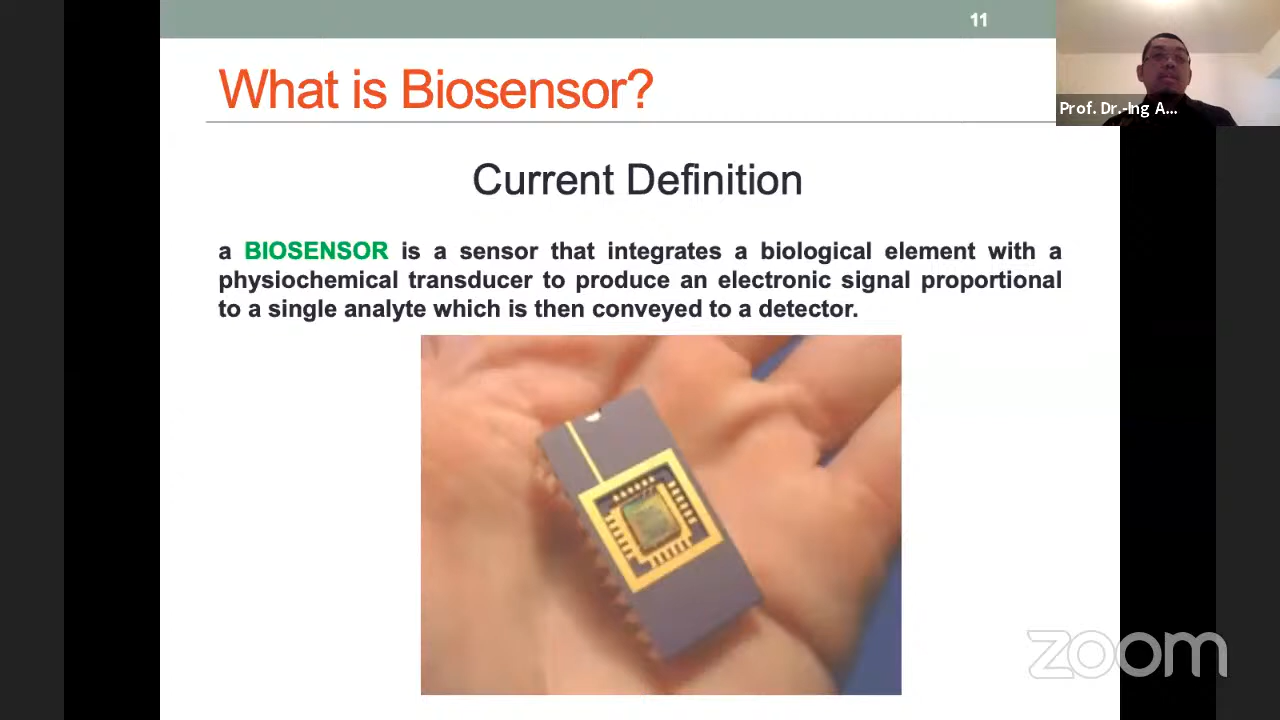 11
What is Biosensor?
Prof. Dr.-Ing A...
Current Definition
a BIOSENSOR is a sensor that integrates a biological element with a
physiochemical transducer to produce an electronic signal proportional
to a single analyte which is then conveyed to a detector.
zoom